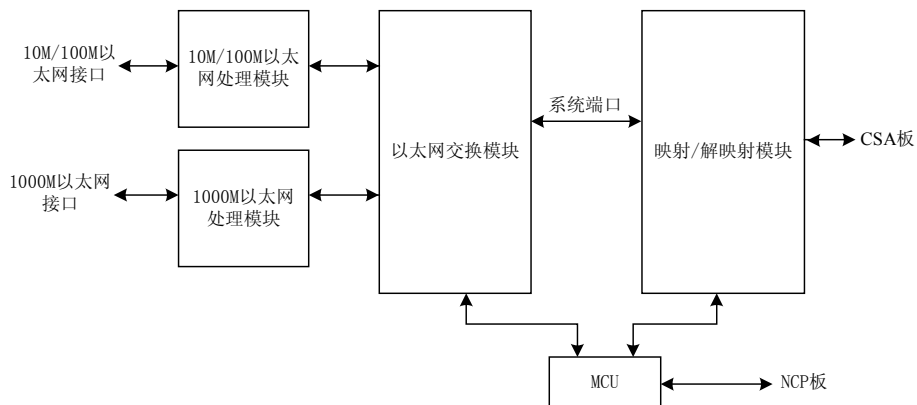 10M/100M以
太网接口
10M/100M以太
网处理模块
系统端口
以太网交换模块
映射/解映射模块
CSA板
1000M以太网
接口
1000M以太网
处理模块
MCU
NCP板